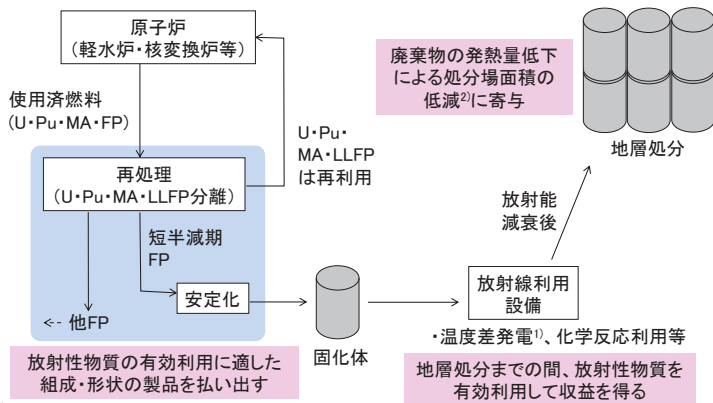 原子炉
(軽水炉・核変換炉等)
使用済燃料
(U・Pu・MA・FP)
U・Pu・
MA・LLFP
は再利用
再処理
(U・Pu・MA・LLFP分離)
短半減期
FP
安定化
←-- 他FP
放射性物質の有効利用に適した
組成・形状の製品を払い出す
固化体
廃棄物の発熱量低下
による処分場面積の
低減2)に寄与
地層処分
放射能
減衰後
放射線利用
設備
・温度差発電1)、化学反応利用等
地層処分までの間、放射性物質を
有効利用して収益を得る